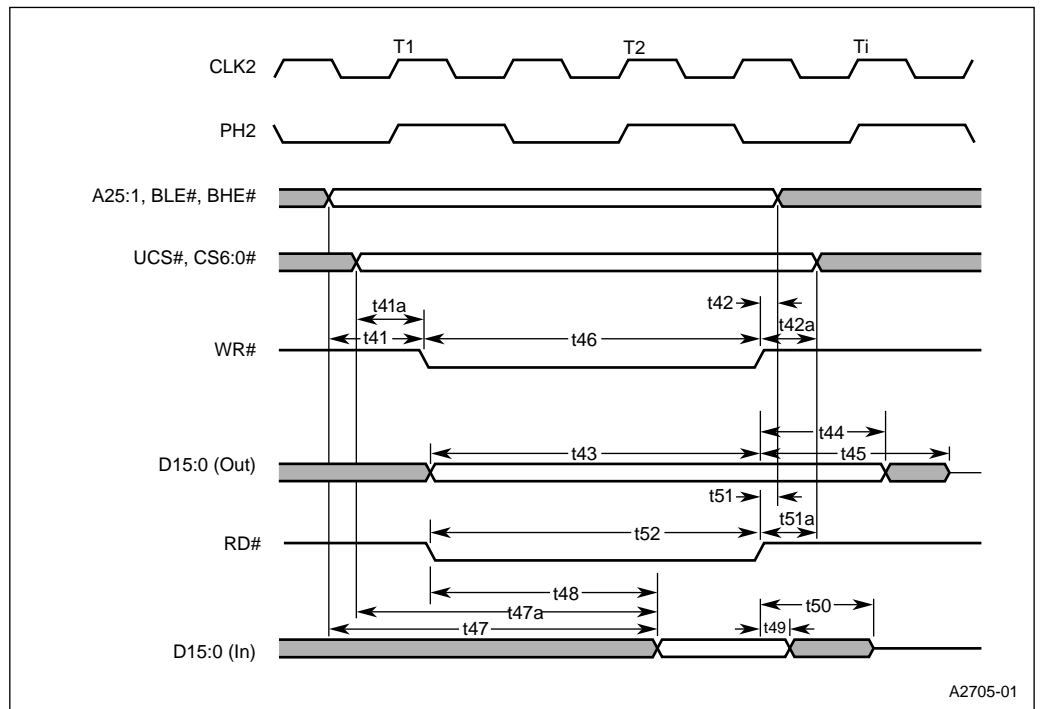 T1 T2 Ti
CLK2
PH2
A25:1, BLE#, BHE#
UCS#, CS6:0#
t41a t42 t42a
t41 t46
WR#
t44
t43 t45
D15:0 (Out)
t51 t51a
t52
RD#
t48
t47a t50
t47 t49
D15:0 (In)
A2705-01